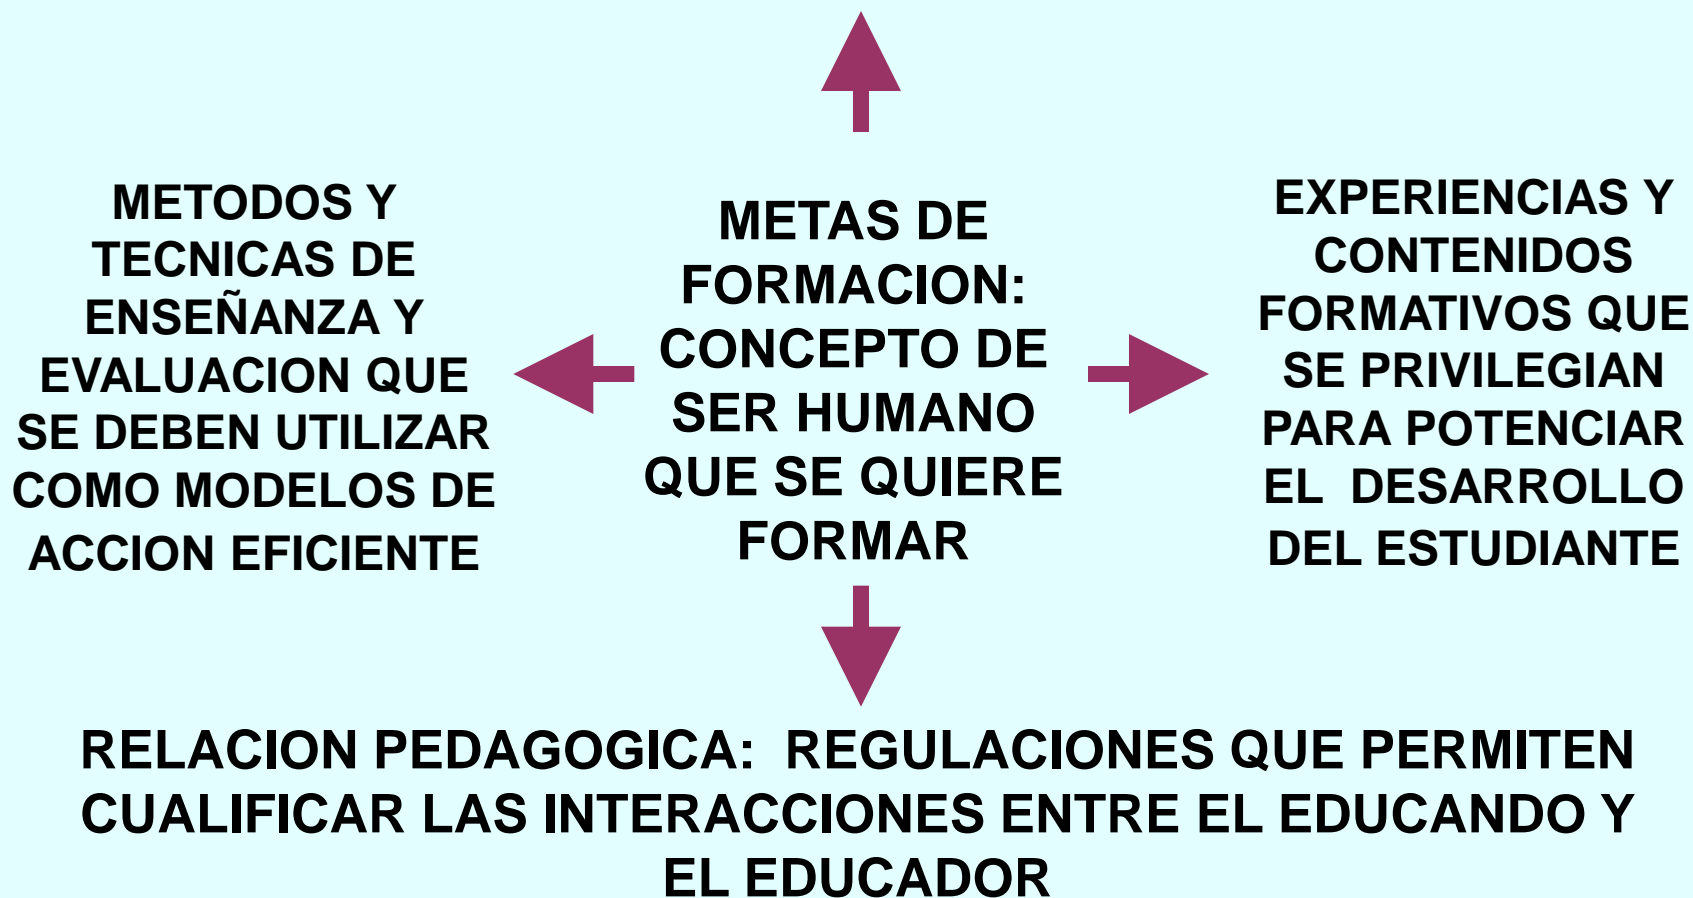 METODOS Y
TECNICAS DE
ENSEÑANZA Y
EVALUACION QUE
SE DEBEN UTILIZAR
COMO MODELOS DE
ACCION EFICIENTE
METAS DE
FORMACION:
CONCEPTO DE
SER HUMANO
QUE SE QUIERE
FORMAR
EXPERIENCIAS Y
CONTENIDOS
FORMATIVOS QUE
SE PRIVILEGIAN
PARA POTENCIAR
EL DESARROLLO
DEL ESTUDIANTE
RELACION PEDAGOGICA: REGULACIONES QUE PERMITEN
CUALIFICAR LAS INTERACCIONES ENTRE EL EDUCANDO Y
EL EDUCADOR